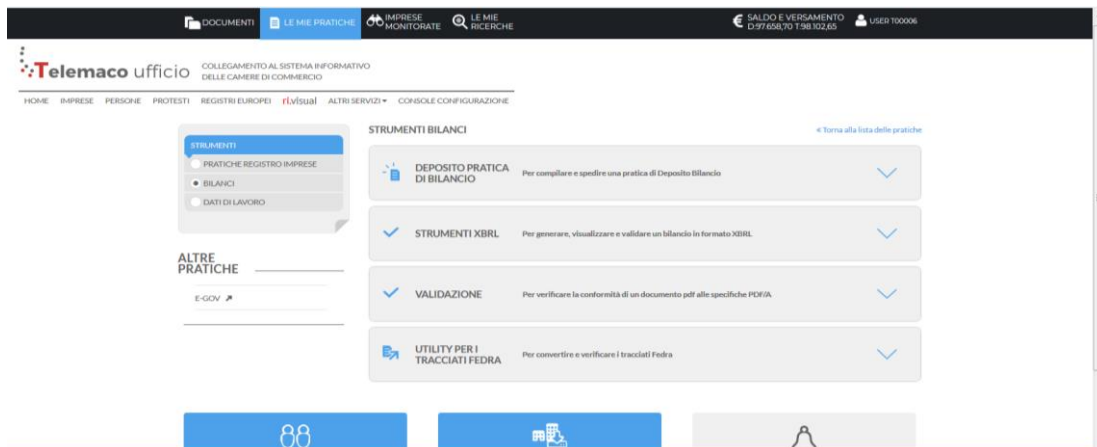 DOCUMENTI
LE MIE PRATICHE
IMPRESE
MONITORATE
LE MIE
RICERCHE
SALDO E VERSAMENTO
D:97.658,70 T:98.102,65
USER T00006
Telemaco ufficio
COLLEGAMENTO AL SISTEMA INFORMATIVO
DELLE CAMERE DI COMMERCIO
HOME IMPRESE PERSONE PROTESTI REGISTRI EUROPEI ri.visual ALTRI SERVIZI CONSOLE CONFIGURAZIONE
STRUMENTI
PRATICHE REGISTRO IMPRESE
BILANCI
DATI DI LAVORO
ALTRE
PRATICHE
E-GOV
STRUMENTI BILANCI
« Torna alla lista delle pratiche
DEPOSITO PRATICA
DI BILANCIO
Per compilare e spedire una pratica di Deposito Bilancio
STRUMENTI XBRL
Per generare, visualizzare e validare un bilancio in formato XBRL
VALIDAZIONE
Per verificare la conformità di un documento pdf alle specifiche PDF/A
UTILITY PER I
TRACCIATI FEDRA
Per convertire e verificare i tracciati Fedra